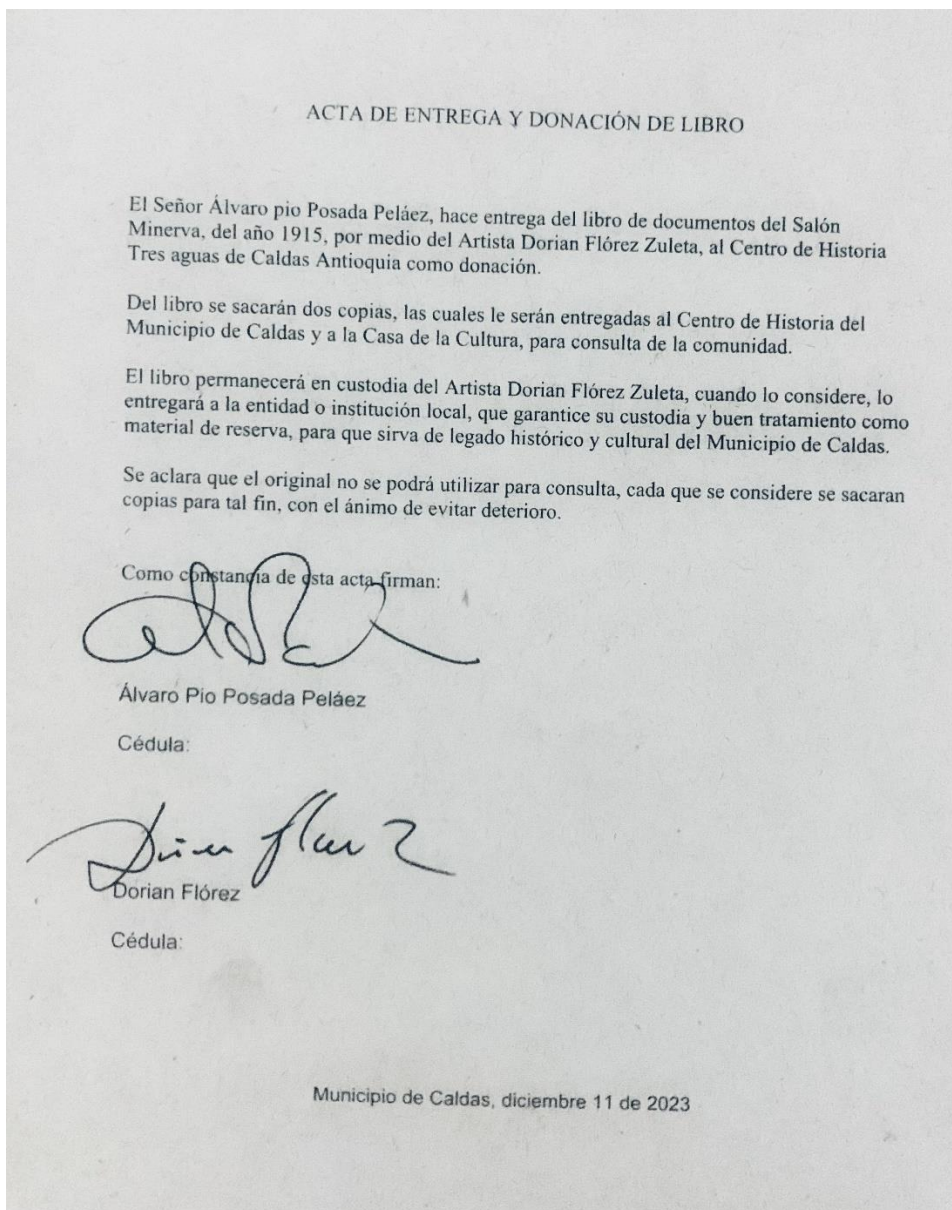 ACTA DE ENTREGA Y DONACIÓN DE LIBRO
El Señor Álvaro pio Posada Peláez, hace entrega del libro de documentos del Salón
Minerva, del año 1915, por medio del Artista Dorian Flórez Zuleta, al Centro de Historia
Tres aguas de Caldas Antioquia como donación.
Del libro se sacarán dos copias, las cuales le serán entregadas al Centro de Historia del
Municipio de Caldas y a la Casa de la Cultura, para consulta de la comunidad.
El libro permanecerá en custodia del Artista Dorian Flórez Zuleta, cuando lo considere, lo
entregará a la entidad o institución local, que garantice su custodia y buen tratamiento como
material de reserva, para que sirva de legado histórico y cultural del Municipio de Caldas.
Se aclara que el original no se podrá utilizar para consulta, cada que se considere se sacaran
copias para tal fin, con el ánimo de evitar deterioro.
Como constancia de esta acta firman:
Álvaro Pio Posada Peláez
Cédula:
Dorian Flórez
Cédula:
Municipio de Caldas, diciembre 11 de 2023